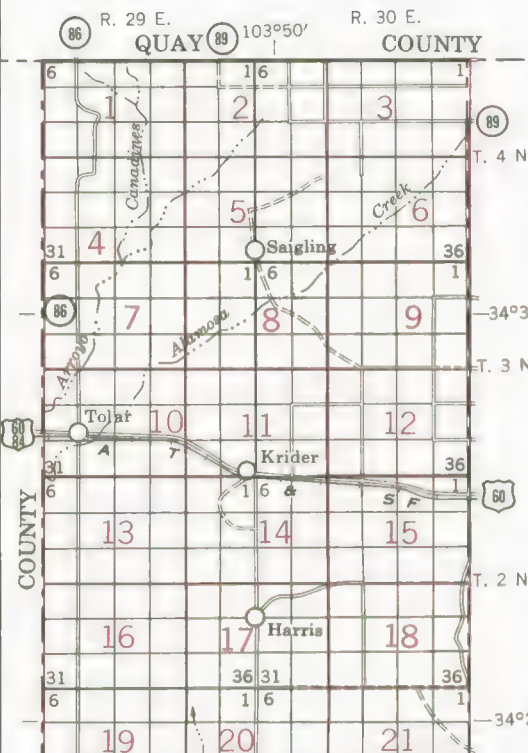 R. 29 E. 103°50′ R. 30 E.
86 QUAY 89 COUNTY
6 1 6 1
1 2 3
89
Canadines
T. 4 N
5 Creek 6
4 Saigling
31 36
6 1 6 1
86 7 8 9 34°3
Alamosa
Arroyo
T. 3 N
Tolar 10 11 12
60
84
A T Krider
31 36
6 1 6 & 1
S F 60
COUNTY
13 14 15
T. 2 N
Harris
16 17 18
31 36 31 36
6 1 6 1
34°2
19 20 21